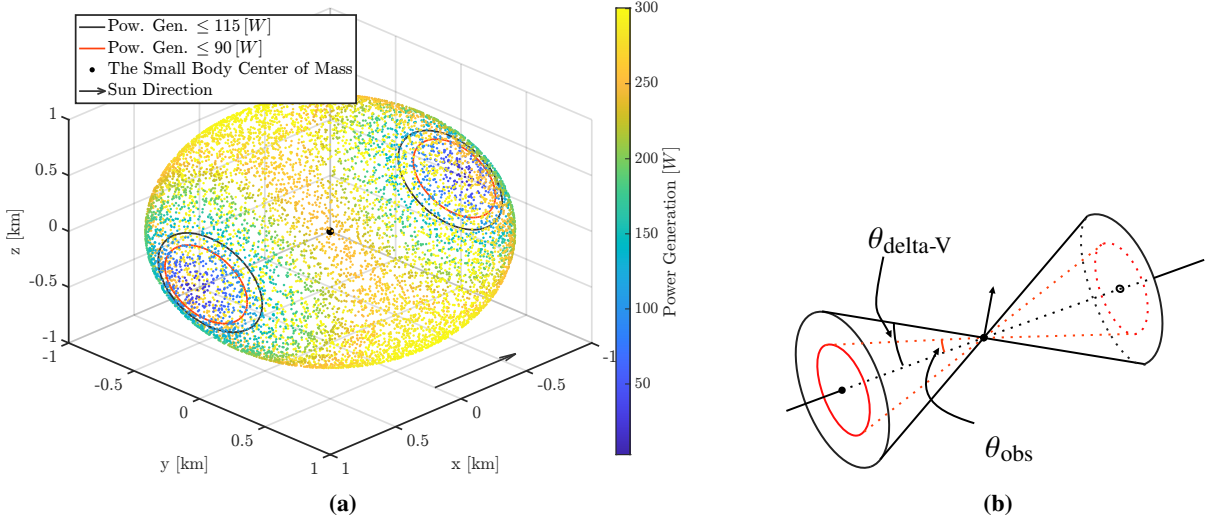 Pow. Gen. ≤ 115 [W]
Pow. Gen. ≤ 90 [W]
The Small Body Center of Mass
Sun Direction
1
0.5
0
-0.5
-1
z [km]
-1
-0.5
0
0.5
1
y [km]
1
0.5
0
-0.5
-1
x [km]
300
250
200
150
100
50
Power Generation [W]
(a)
θdelta-V
θobs
(b)